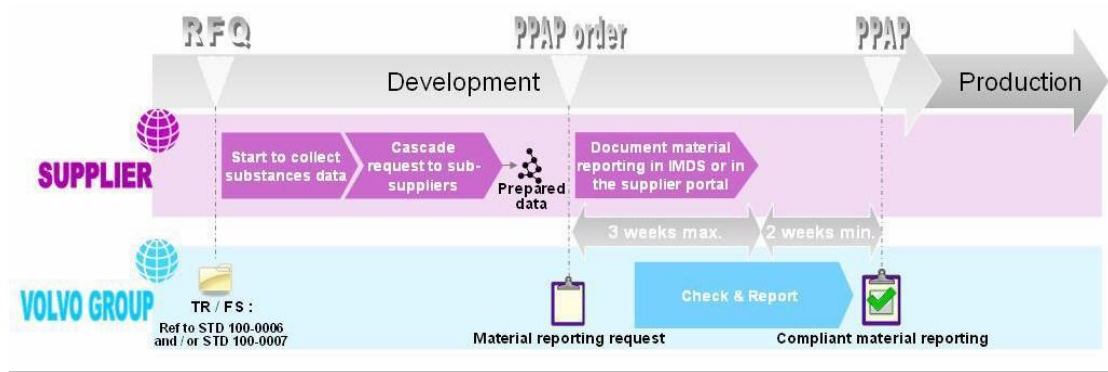 RFQ
PPAP order
PPAP
Development
Production
SUPPLIER
Start to collect
substances data
Cascade
request to sub-
suppliers
Prepared
data
Document material
reporting in IMDS or in
the supplier portal
3 weeks max.
2 weeks min.
VOLVO GROUP
TR / FS :
Ref to STD 100-0006
and / or STD 100-0007
Material reporting request
Check & Report
Compliant material reporting